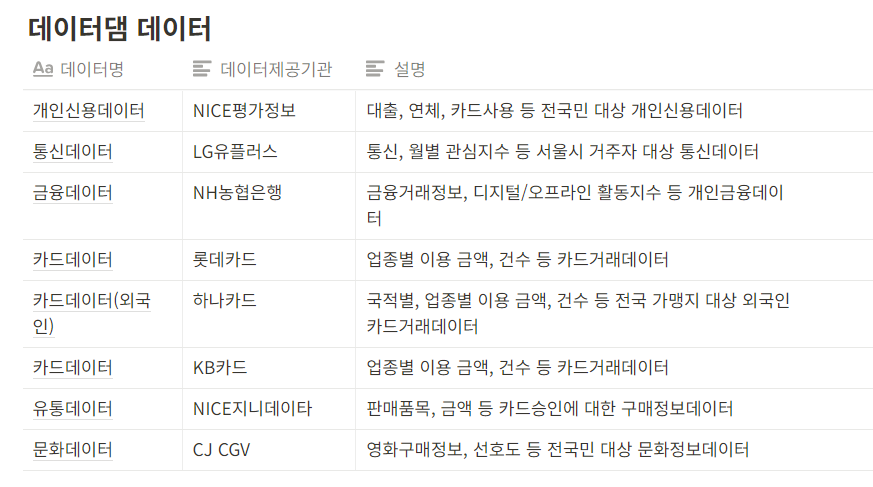 데이터댐 데이터
Aa 데이터명 데이터제공기관 설명
개인신용데이터 NICE평가정보 대출, 연체, 카드사용 등 전국민 대상 개인신용데이터
통신데이터 LG유플러스 통신, 월별 관심지수 등 서울시 거주자 대상 통신데이터
금융데이터 NH농협은행 금융거래정보, 디지털/오프라인 활동지수 등 개인금융데이
터
카드데이터 롯데카드 업종별 이용 금액, 건수 등 카드거래데이터
카드데이터(외국 하나카드 국적별, 업종별 이용 금액, 건수 등 전국 가맹지 대상 외국인
인) 카드거래데이터
카드데이터 KB카드 업종별 이용 금액, 건수 등 카드거래데이터
유통데이터 NICE지니데이타 판매품목, 금액 등 카드승인에 대한 구매정보데이터
문화데이터 CJ CGV 영화구매정보, 선호도 등 전국민 대상 문화정보데이터